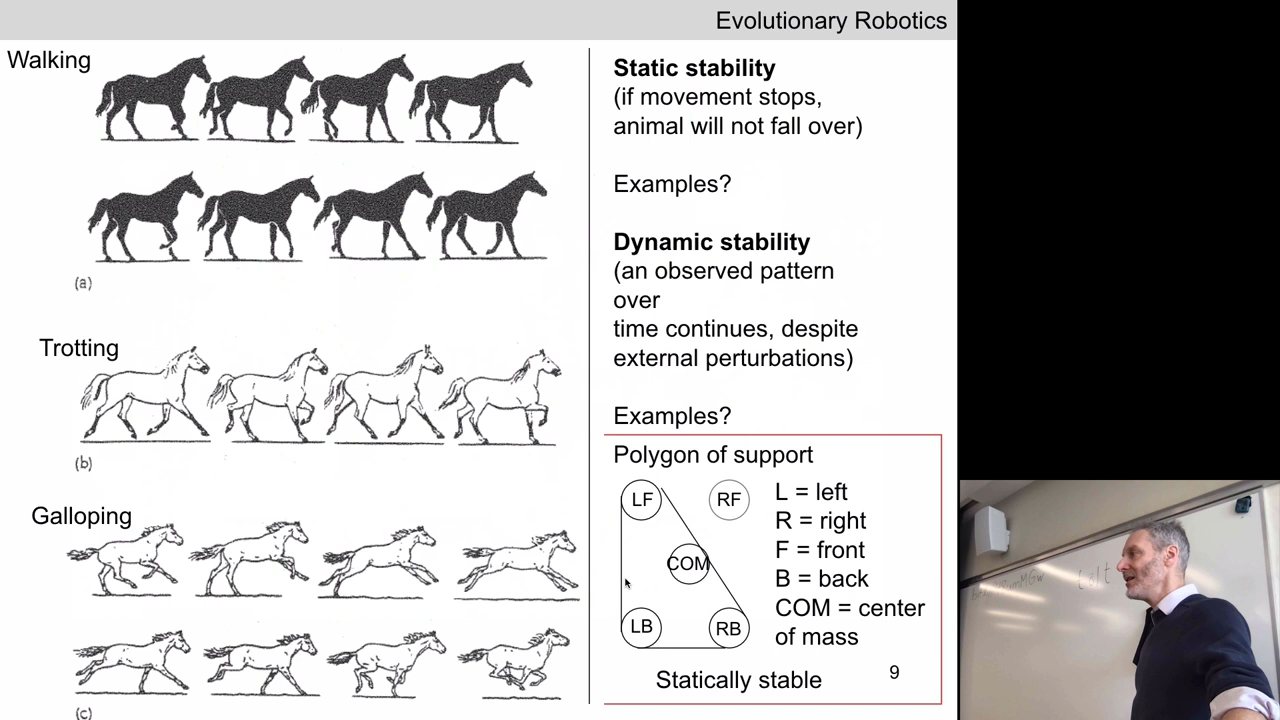 Evolutionary Robotics
Walking
(a)
Trotting
(b)
Galloping
(c)
Static stability
(if movement stops,
animal will not fall over)
Examples?
Dynamic stability
(an observed pattern
over
time continues, despite
external perturbations)
Examples?
Polygon of support
LF
RF
COM
LB
RB
L = left
R = right
F = front
B = back
COM = center
of mass
Statically stable
9